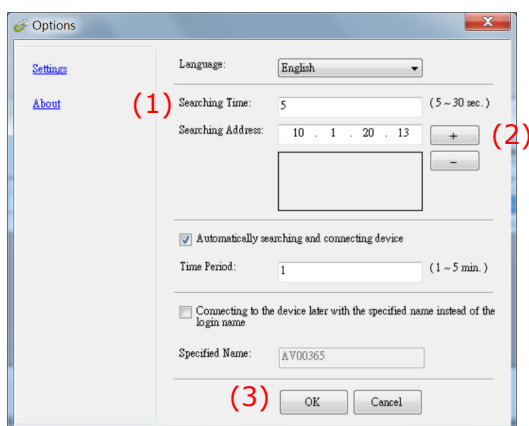 Options
Settings
About
Language: English
(1) Searching Time: 5 (5 ~ 30 sec.)
Searching Address: 10 . 1 . 20 . 13 + (2)
−
Automatically searching and connecting device
Time Period: 1 (1 ~ 5 min.)
Connecting to the device later with the specified name instead of the
login name
Specified Name: AV00365
(3) OK Cancel